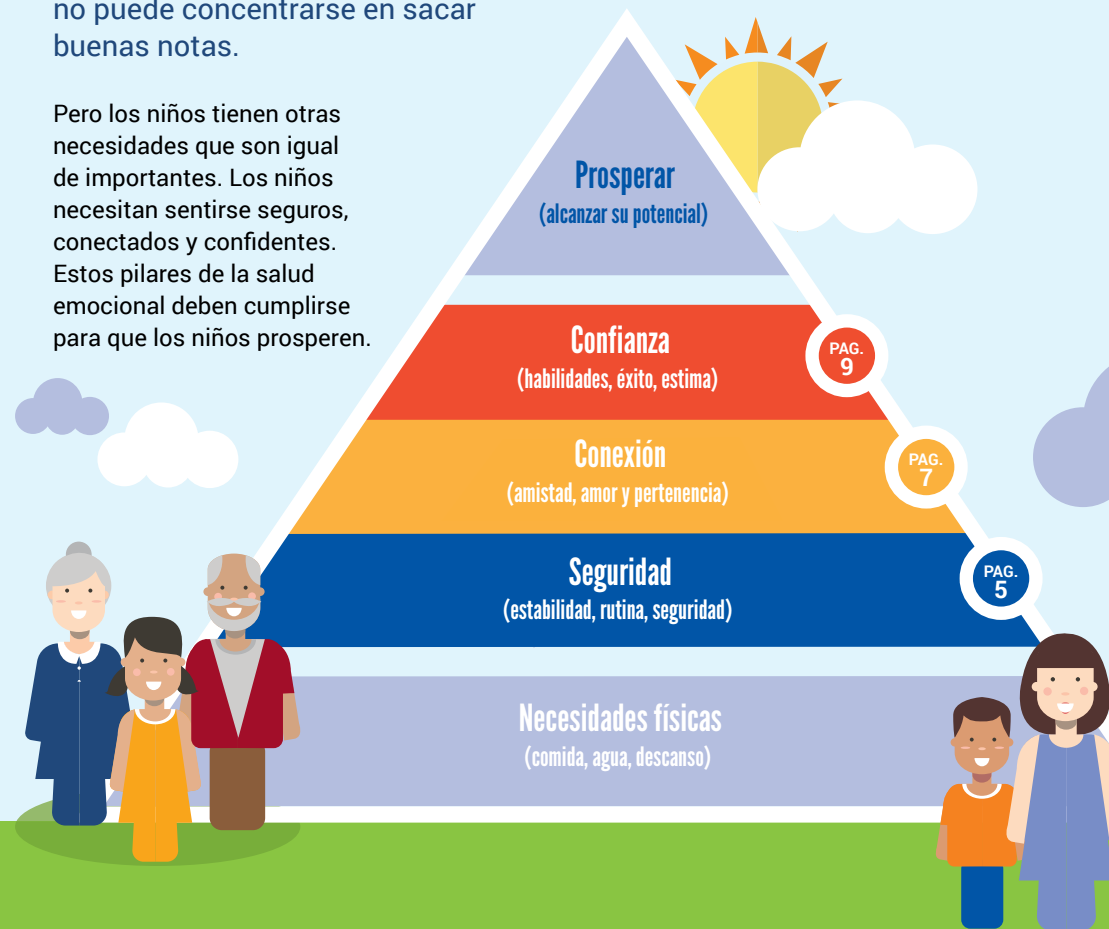 no puede concentrarse en sacar
buenas notas.
Pero los niños tienen otras
necesidades que son igual
de importantes. Los niños
necesitan sentirse seguros,
conectados y confidentes.
Estos pilares de la salud
emocional deben cumplirse
para que los niños prosperen.
Prosperar
(alcanzar su potencial)
Confianza
(habilidades, éxito, estima)
PAG.
9
Conexión
(amistad, amor y pertenencia)
PAG.
7
Seguridad
(estabilidad, rutina, seguridad)
PAG.
5
Necesidades físicas
(comida, agua, descanso)